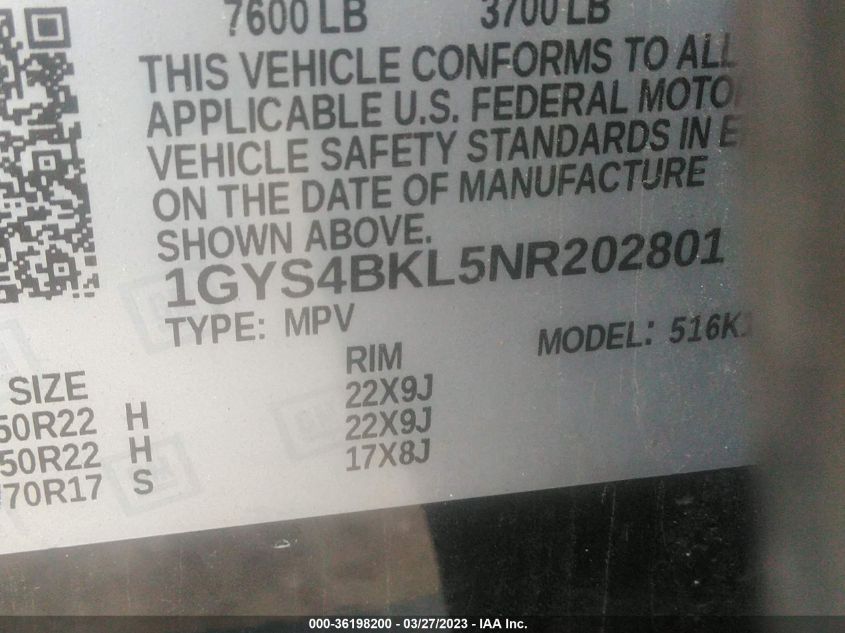 7600 LB 3700 LB
THIS VEHICLE CONFORMS TO ALL
APPLICABLE U.S. FEDERAL MOTO
VEHICLE SAFETY STANDARDS IN E
ON THE DATE OF MANUFACTURE
SHOWN ABOVE.
1GYS4BKL5NR202801
TYPE: MPV MODEL: 516K
SIZE RIM
50R22 H 22X9J
50R22 H 22X9J
70R17 S 17X8J
000-36198200 - 03/27/2023 - IAA Inc.